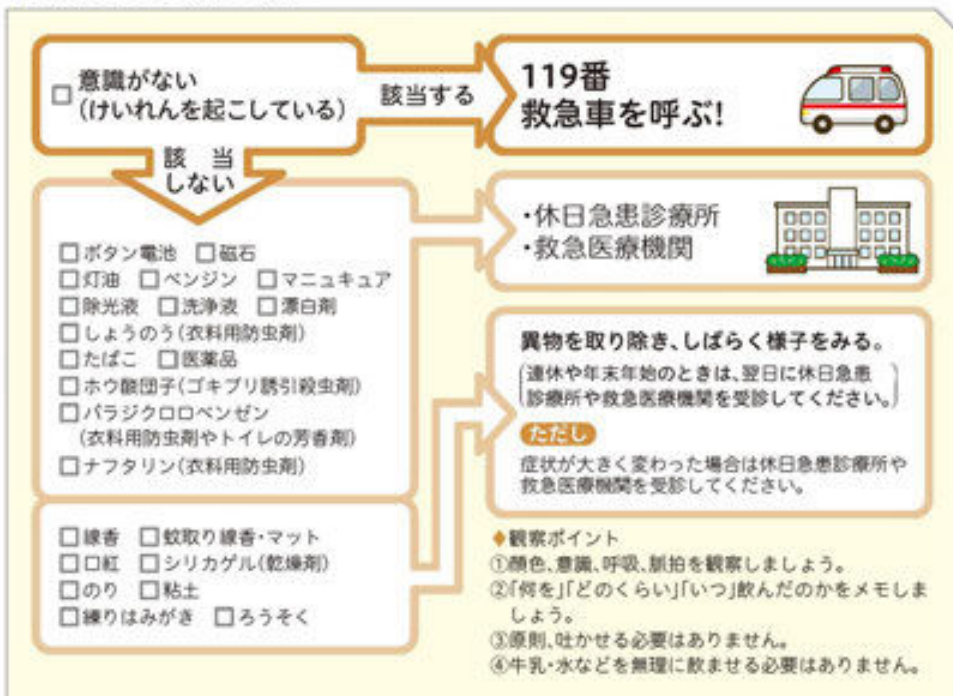 □ 意識がない
(けいれんを起こしている)
該当する
119番
救急車を呼ぶ!
該 当
しない
・休日急患診療所
・救急医療機関
□ボタン電池 □磁石
□灯油 □ベンジン □マニュキュア
□除光液 □洗浄液 □漂白剤
□しょうのう(衣料用防虫剤)
□たばこ □医薬品
□ホウ酸団子(ゴキブリ誘引殺虫剤)
□パラジクロロベンゼン
(衣料用防虫剤やトイレの芳香剤)
□ナフタリン(衣料用防虫剤)
異物を取り除き、しばらく様子をみる。
(連休や年末年始のときは、翌日に休日急患
診療所や救急医療機関を受診してください。)
ただし
症状が大きく変わった場合は休日急患診療所や
救急医療機関を受診してください。
□線香 □蚊取り線香・マット
□口紅 □シリカゲル(乾燥剤)
□のり □粘土
□練りはみがき □ろうそく
◆観察ポイント
①顔色、意識、呼吸、脈拍を観察しましょう。
②「何を」「どのくらい」「いつ」飲んだのかをメモしま
しょう。
③原則、吐かせる必要はありません。
④牛乳・水などを無理に飲ませる必要はありません。